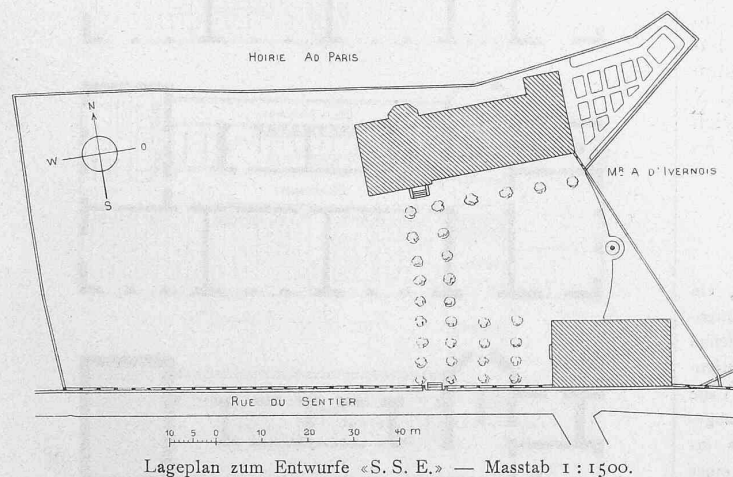 HOIRIE AD PARIS
N
W O
S
MR A D'IVERNOIS
RUE DU SENTIER
10 5 0 10 20 30 40 m
Lageplan zum Entwurfe «S. S. E.» — Masstab 1 : 1500.